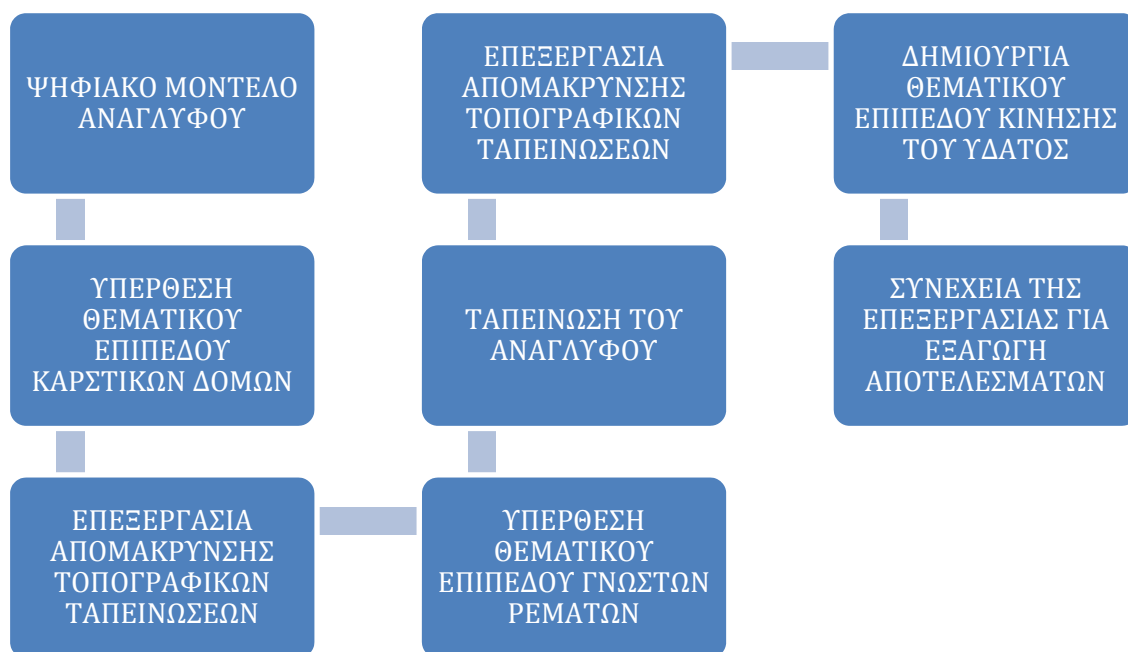 ΨΗΦΙΑΚΟ ΜΟΝΤΕΛΟ
ΑΝΑΓΛΥΦΟΥ
ΥΠΕΡΘΕΣΗ
ΘΕΜΑΤΙΚΟΥ
ΕΠΙΠΕΔΟΥ
ΚΑΡΣΤΙΚΩΝ ΔΟΜΩΝ
ΕΠΕΞΕΡΓΑΣΙΑ
ΑΠΟΜΑΚΡΥΝΣΗΣ
ΤΟΠΟΓΡΑΦΙΚΩΝ
ΤΑΠΕΙΝΩΣΕΩΝ
ΥΠΕΡΘΕΣΗ
ΘΕΜΑΤΙΚΟΥ
ΕΠΙΠΕΔΟΥ ΓΝΩΣΤΩΝ
ΡΕΜΑΤΩΝ
ΤΑΠΕΙΝΩΣΗ ΤΟΥ
ΑΝΑΓΛΥΦΟΥ
ΕΠΕΞΕΡΓΑΣΙΑ
ΑΠΟΜΑΚΡΥΝΣΗΣ
ΤΟΠΟΓΡΑΦΙΚΩΝ
ΤΑΠΕΙΝΩΣΕΩΝ
ΔΗΜΙΟΥΡΓΙΑ
ΘΕΜΑΤΙΚΟΥ
ΕΠΙΠΕΔΟΥ ΚΙΝΗΣΗΣ
ΤΟΥ ΥΔΑΤΟΣ
ΣΥΝΕΧΕΙΑ ΤΗΣ
ΕΠΕΞΕΡΓΑΣΙΑΣ ΓΙΑ
ΕΞΑΓΩΓΗ
ΑΠΟΤΕΛΕΣΜΑΤΩΝ